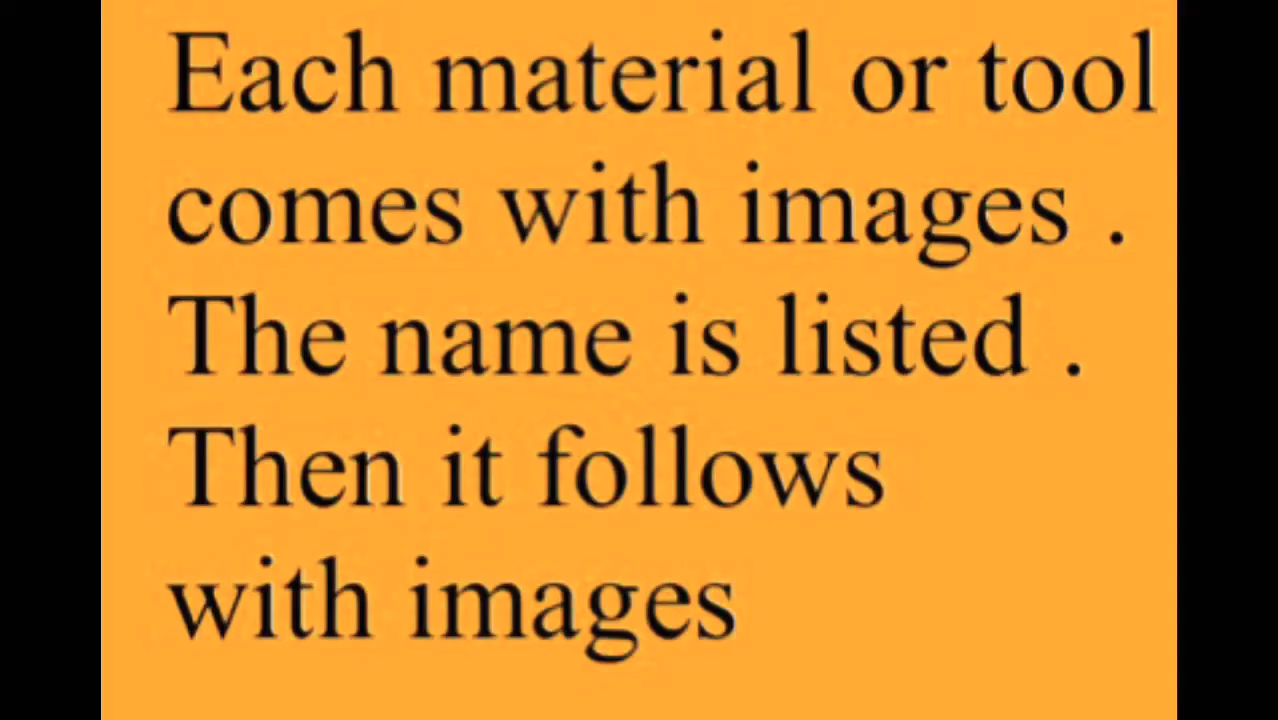 Each material or tool
comes with images .
The name is listed .
Then it follows
with images